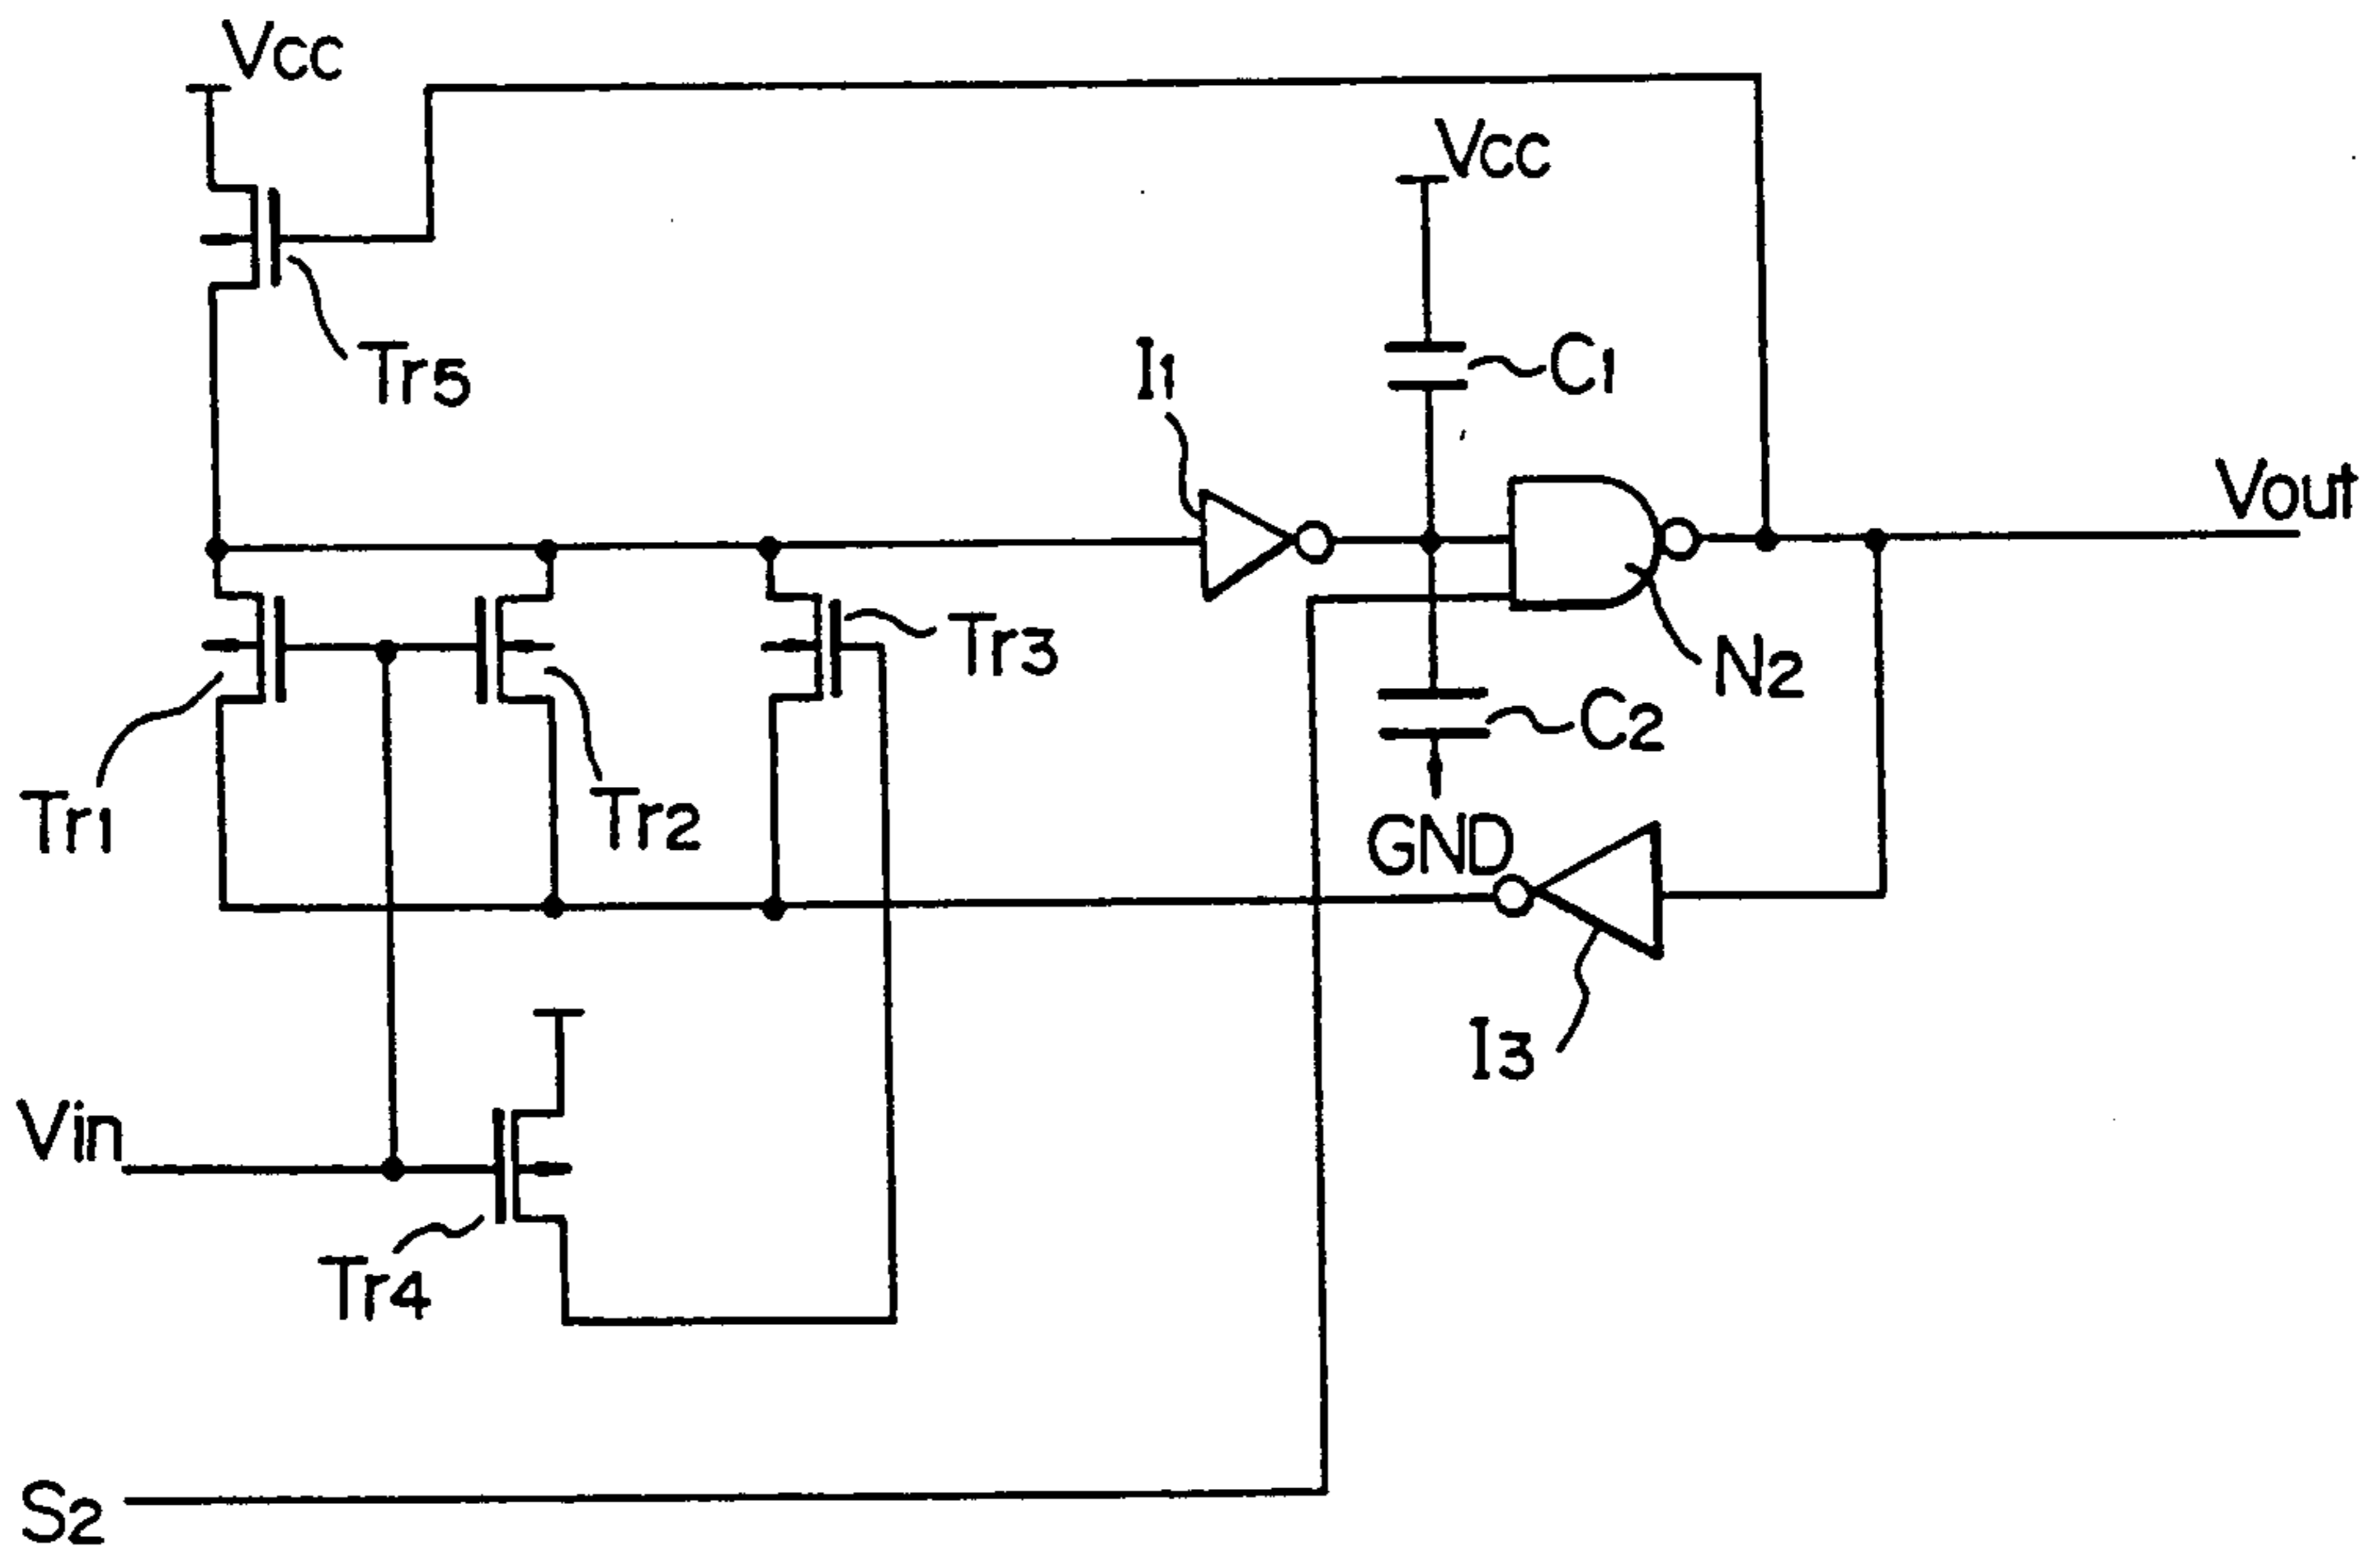 Vcc
Vcc
Tr5
I1
C1
Vout
Tr3
N2
C2
Tr1
Tr2
GND
I3
Vin
Tr4
S2